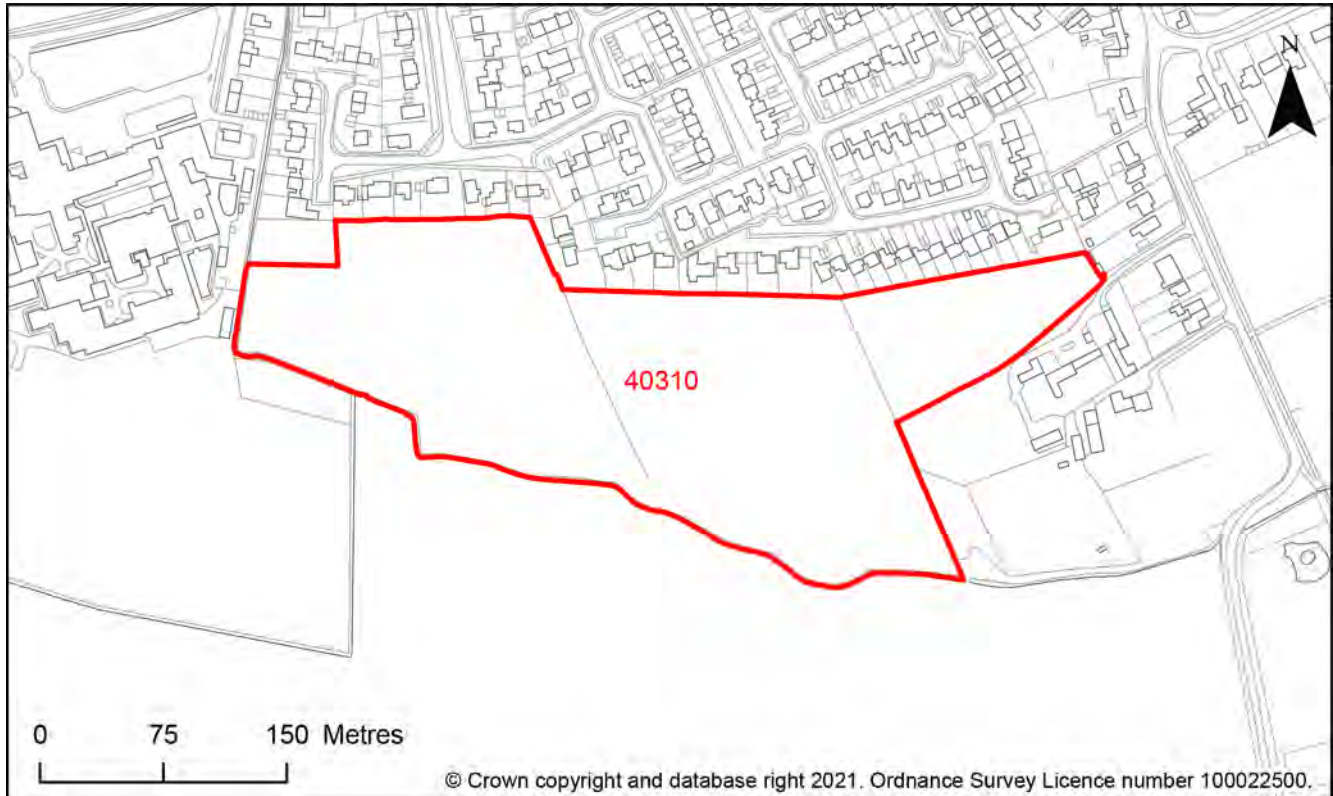 N
40310
0 75 150 Metres
© Crown copyright and database right 2021. Ordnance Survey Licence number 100022500.